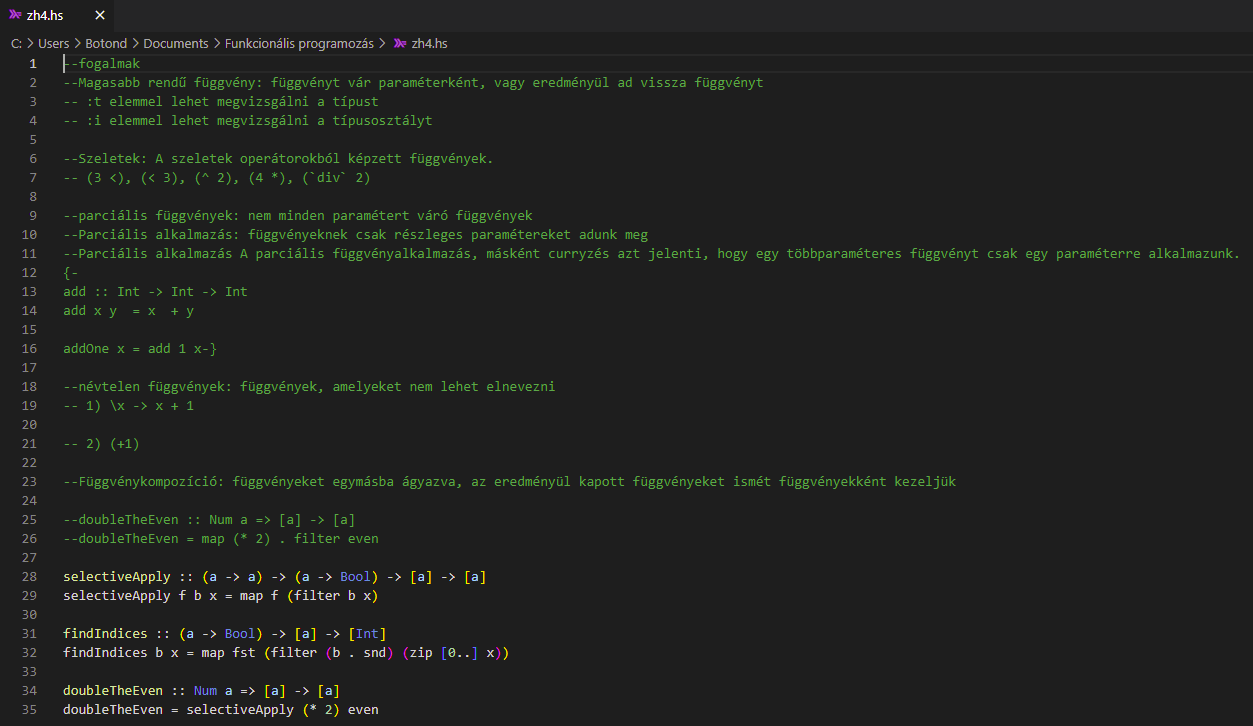 zh4.hs
C: > Users > Botond > Documents > Funkcionális programozás > zh4.hs
1 --fogalmak
2 --Magasabb rendű függvény: függvényt vár paraméterként, vagy eredményül ad vissza függvényt
3 -- :t elemmel lehet megvizsgálni a típust
4 -- :i elemmel lehet megvizsgálni a típusosztályt
5
6 --Szeletek: A szeletek operátorokból képzett függvények.
7 -- (3 <), (< 3), (^ 2), (4 *), (`div` 2)
8
9 --parciális függvények: nem minden paramétert váró függvények
10 --Parciális alkalmazás: függvényeknek csak részleges paramétereket adunk meg
11 --Parciális alkalmazás A parciális függvényalkalmazás, másként curryzés azt jelenti, hogy egy többparaméteres függvényt csak egy paraméterre alkalmazunk.
12 {-
13 add :: Int -> Int -> Int
14 add x y  = x  + y
15
16 addOne x = add 1 x-}
17
18 --névtelen függvények: függvények, amelyeket nem lehet elnevezni
19 -- 1) \x -> x + 1
20
21 -- 2) (+1)
22
23 --Függvénykompozíció: függvényeket egymásba ágyazva, az eredményül kapott függvényeket ismét függvényekként kezeljük
24
25 --doubleTheEven :: Num a => [a] -> [a]
26 --doubleTheEven = map (* 2) . filter even
27
28 selectiveApply :: (a -> a) -> (a -> Bool) -> [a] -> [a]
29 selectiveApply f b x = map f (filter b x)
30
31 findIndices :: (a -> Bool) -> [a] -> [Int]
32 findIndices b x = map fst (filter (b . snd) (zip [0..] x))
33
34 doubleTheEven :: Num a => [a] -> [a]
35 doubleTheEven = selectiveApply (* 2) even